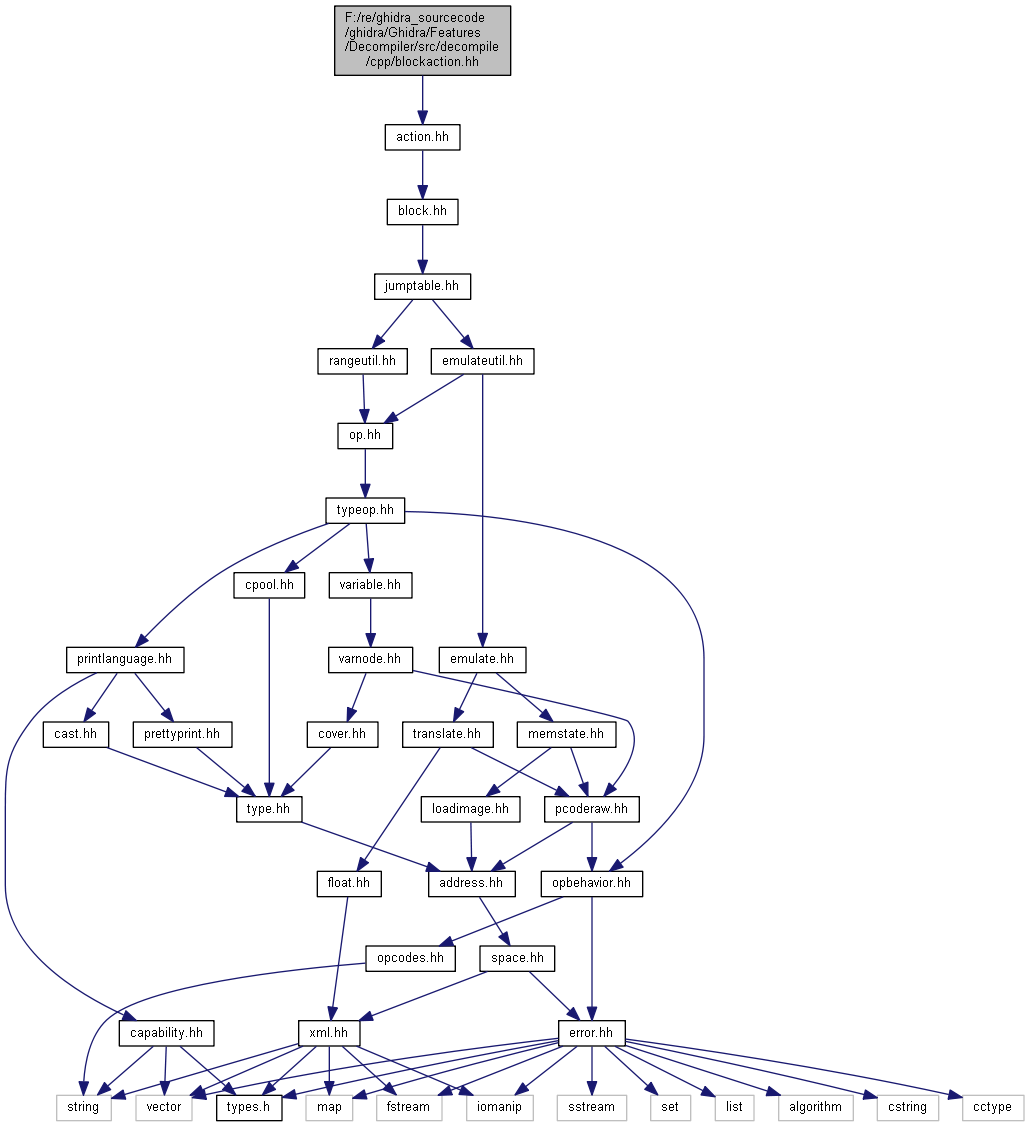 F:/re/ghidra_sourcecode
/ghidra/Ghidra/Features
/Decompiler/src/decompile
/cpp/blockaction.hh
action.hh
block.hh
jumptable.hh
rangeutil.hh
emulateutil.hh
op.hh
typeop.hh
cpool.hh
variable.hh
printlanguage.hh
varnode.hh
emulate.hh
cast.hh
prettyprint.hh
cover.hh
translate.hh
memstate.hh
type.hh
loadimage.hh
pcoderaw.hh
float.hh
address.hh
opbehavior.hh
opcodes.hh
space.hh
capability.hh
xml.hh
error.hh
string
vector
types.h
map
fstream
iomanip
sstream
set
list
algorithm
cstring
cctype